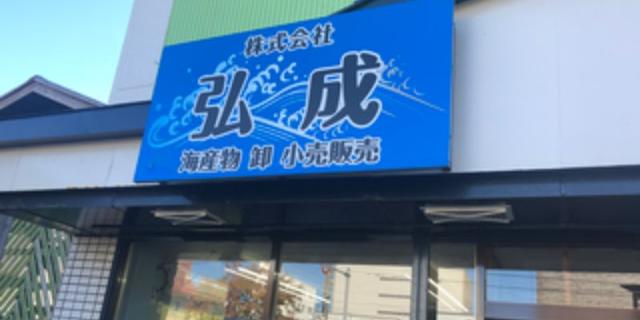 株式会社
弘成
海産物 卸 小売販売